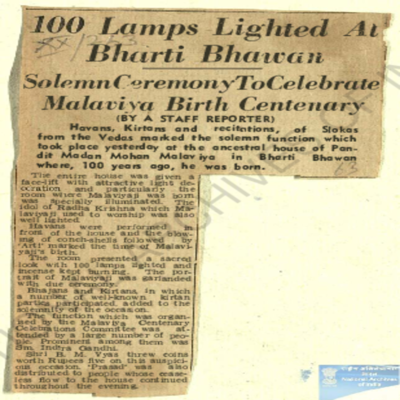 100 Lamps Lighted At
Bharti Bhawan
Solemn Ceremony To Celebrate
Malaviya Birth Centenary
(BY A STAFF REPORTER)
Havans, Kirtans and recitations, of Slokas
from the Vedas marked the solemn function which
took place yesterday at the ancestral house of Pan-
dit Madan Mohan Malaviya in Bharti Bhawan
where, 100 years ago, he was born.
The entire house was given a
face-lift with attractive light de-
ocration and particularly the
room where Malaviyaji was born
was specially illuminated. The
idol of Radha Krishna which Ma-
laviyaji used to worship was also
well lighted.
Havans were performed in
front of the house and the blow-
ing of conch-shells followed by
'Arti' marked the time of Malavi-
ya's birth.
The room presented a sacred
look with 100 lamps lighted and
incense kept burning. The por-
trait of Malaviyaji was garlanded
with due ceremony.
Bhajans and Kirtans, in which
a number of well-known kirtan
parties participated, added to the
solemnity of the occasion.
The function which was organ-
ised by the Malaviya Centenary
Celebrations Committee was at-
tended by a large number of peo-
ple. Prominent among them was
Sm. Indira Gandhi.
Shri B. M. Vyas threw coins
worth Rupees five on this auspici-
ous occasion. 'Prasad' was also
distributed to people whose cease-
less flow to the house continued
throughout the evening.